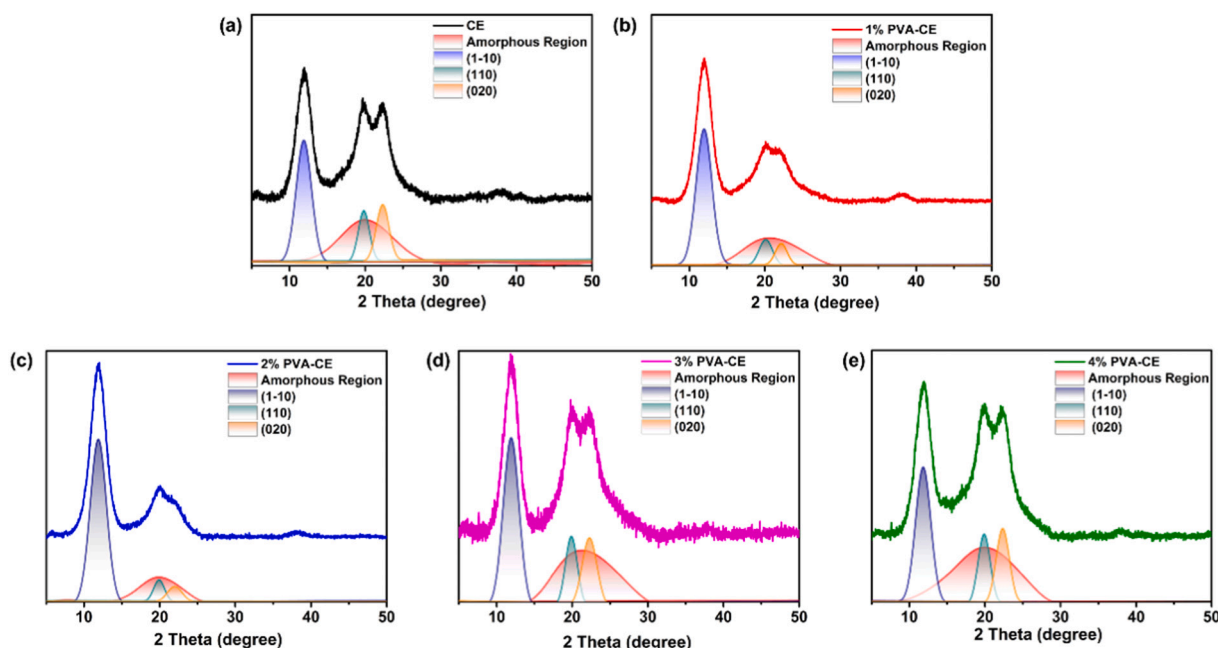 (a)
CE
Amorphous Region
(1-10)
(110)
(020)
10 20 30 40 50
2 Theta (degree)
(b)
1% PVA-CE
Amorphous Region
(1-10)
(110)
(020)
10 20 30 40 50
2 Theta (degree)
(c)
2% PVA-CE
Amorphous Region
(1-10)
(110)
(020)
10 20 30 40 50
2 Theta (degree)
(d)
3% PVA-CE
Amorphous Region
(1-10)
(110)
(020)
10 20 30 40 50
2 Theta (degree)
(e)
4% PVA-CE
Amorphous Region
(1-10)
(110)
(020)
10 20 30 40 50
2 Theta (degree)